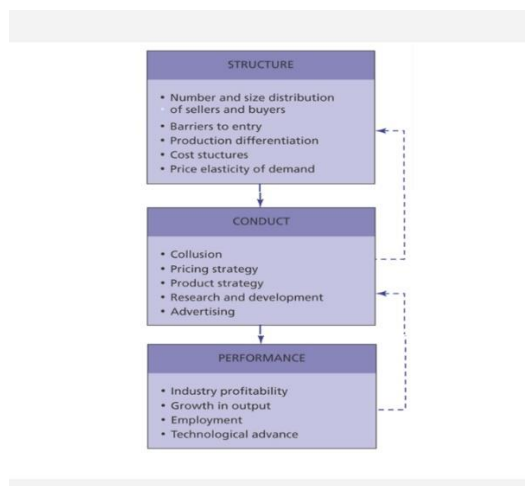 STRUCTURE
• Number and size distribution
• of sellers and buyers
• Barriers to entry
• Production differentiation
• Cost stuctures
• Price elasticity of demand
CONDUCT
• Collusion
• Pricing strategy
• Product strategy
• Research and development
• Advertising
PERFORMANCE
• Industry profitability
• Growth in output
• Employment
• Technological advance